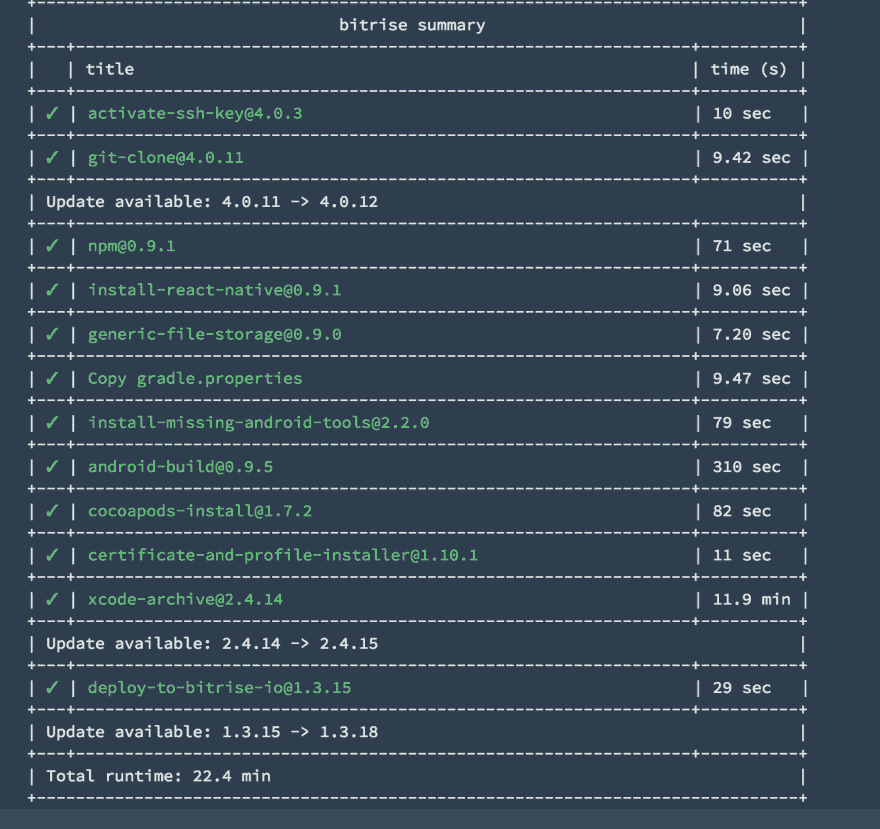 bitrise summary
title time (s)
✓ activate-ssh-key@4.0.3 10 sec
✓ git-clone@4.0.11 9.42 sec
Update available: 4.0.11 -> 4.0.12
✓ npm@0.9.1 71 sec
✓ install-react-native@0.9.1 9.06 sec
✓ generic-file-storage@0.9.0 7.20 sec
✓ Copy gradle.properties 9.47 sec
✓ install-missing-android-tools@2.2.0 79 sec
✓ android-build@0.9.5 310 sec
✓ cocoapods-install@1.7.2 82 sec
✓ certificate-and-profile-installer@1.10.1 11 sec
✓ xcode-archive@2.4.14 11.9 min
Update available: 2.4.14 -> 2.4.15
✓ deploy-to-bitrise-io@1.3.15 29 sec
Update available: 1.3.15 -> 1.3.18
Total runtime: 22.4 min